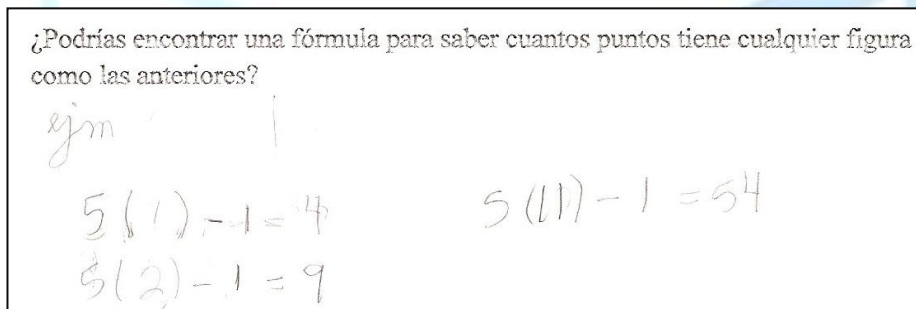 ¿Podrías encontrar una fórmula para saber cuantos puntos tiene cualquier figura
como las anteriores?
ejm
5(1)-1=4
5(2)-1=9
5(11)-1=54